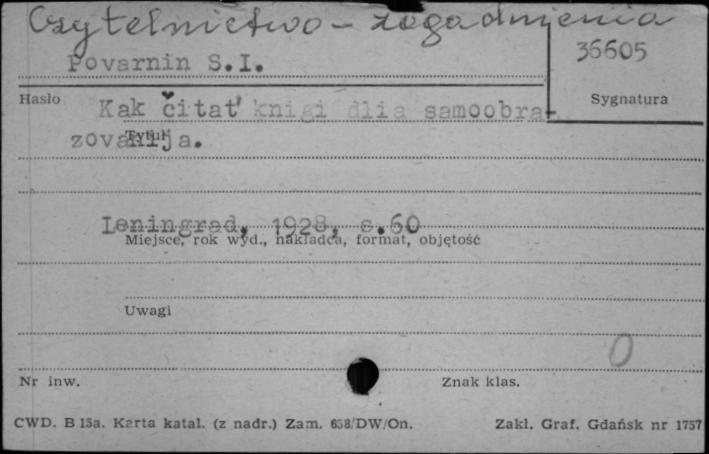 Czytelnictwo - zagadnienia
Povarnin S.I.
36605
Hasło
Sygnatura
Kak čitat' knigi dlia samoobra-
zovanija.
Tytuł
Leningrad, 1928, s.60
Miejsce, rok wyd., nakładca, format, objętość
Uwagi
0
Nr inw.
Znak klas.
CWD. B 15a. Karta katal. (z nadr.) Zam. 658/DW/On.
Zakł. Graf. Gdańsk nr 1757